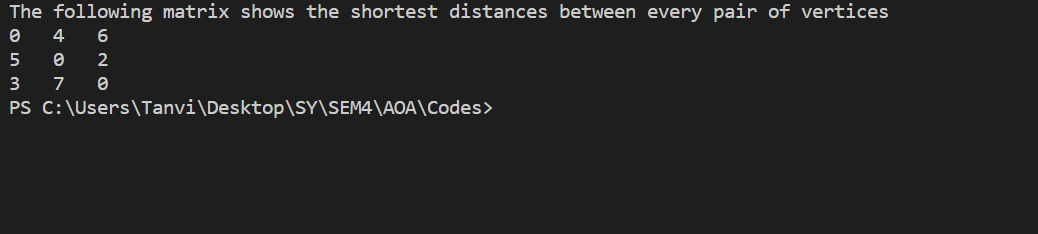 The following matrix shows the shortest distances between every pair of vertices
0   4   6
5   0   2
3   7   0
PS C:\Users\Tanvi\Desktop\SY\SEM4\AOA\Codes>